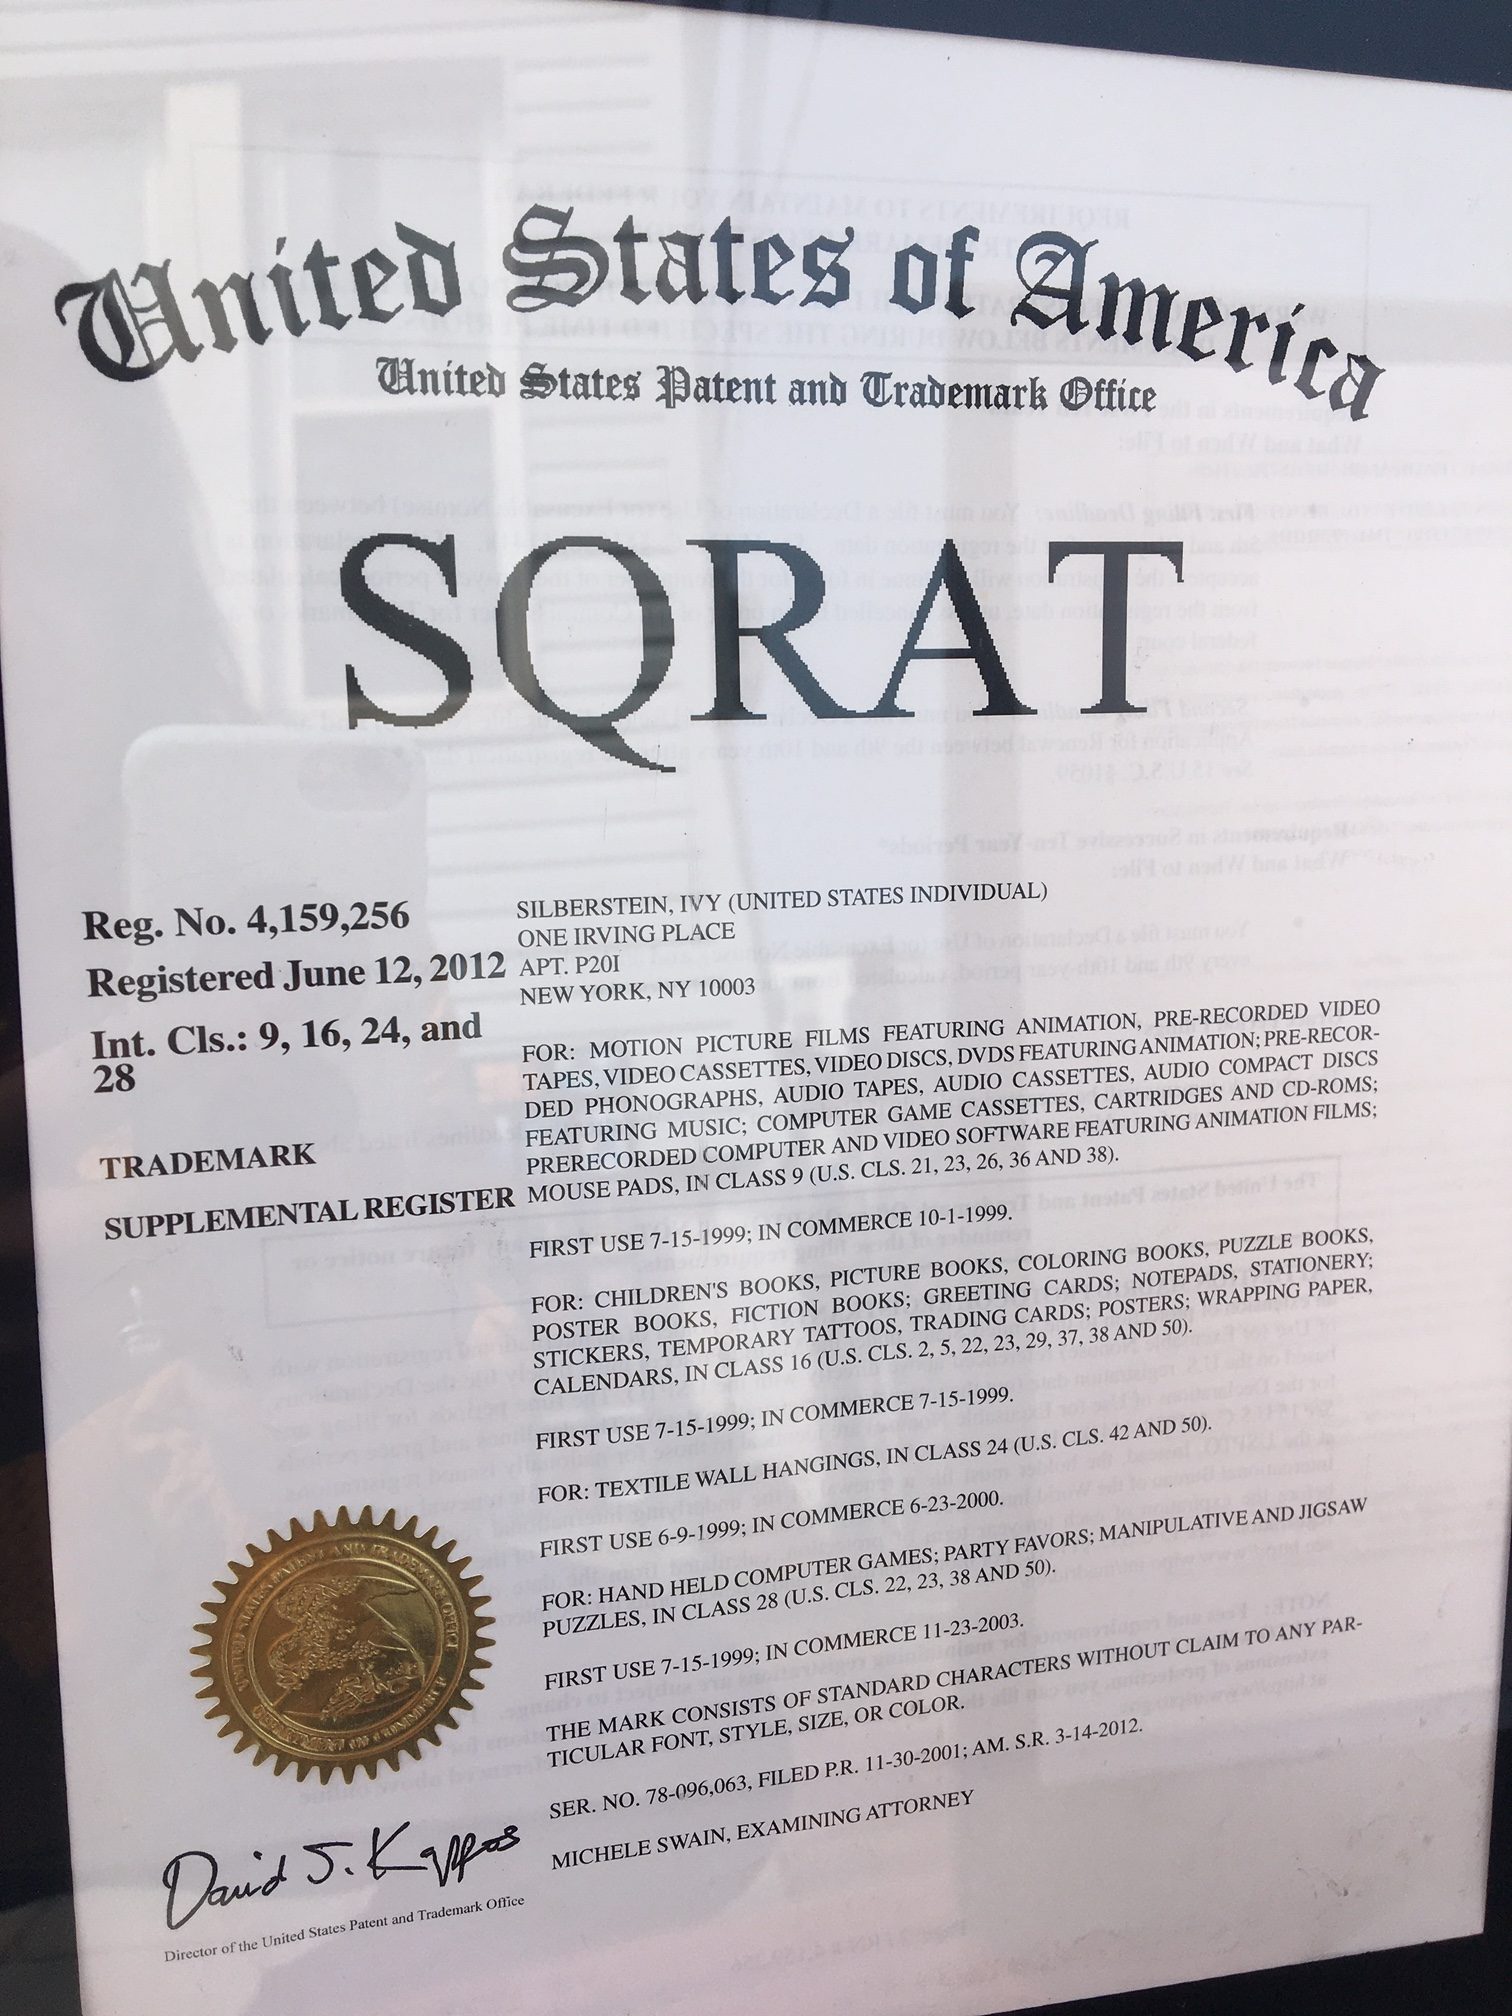 United States of America
United States Patent and Trademark Office
SQRAT
Reg. No. 4,159,256
Registered June 12, 2012
Int. Cls.: 9, 16, 24, and
28
TRADEMARK
SUPPLEMENTAL REGISTER
SILBERSTEIN, IVY (UNITED STATES INDIVIDUAL)
ONE IRVING PLACE
APT. P20I
NEW YORK, NY 10003
FOR: MOTION PICTURE FILMS FEATURING ANIMATION, PRE-RECORDED VIDEO
TAPES, VIDEO CASSETTES, VIDEO DISCS, DVDS FEATURING ANIMATION; PRE-RECOR-
DED PHONOGRAPHS, AUDIO TAPES, AUDIO CASSETTES, AUDIO COMPACT DISCS
FEATURING MUSIC; COMPUTER GAME CASSETTES, CARTRIDGES AND CD-ROMS;
PRERECORDED COMPUTER AND VIDEO SOFTWARE FEATURING ANIMATION FILMS;
MOUSE PADS, IN CLASS 9 (U.S. CLS. 21, 23, 26, 36 AND 38).
FIRST USE 7-15-1999; IN COMMERCE 10-1-1999.
FOR: CHILDREN'S BOOKS, PICTURE BOOKS, COLORING BOOKS, PUZZLE BOOKS,
POSTER BOOKS, FICTION BOOKS; GREETING CARDS; NOTEPADS, STATIONERY;
STICKERS, TEMPORARY TATTOOS, TRADING CARDS; POSTERS; WRAPPING PAPER,
CALENDARS, IN CLASS 16 (U.S. CLS. 2, 5, 22, 23, 29, 37, 38 AND 50).
FIRST USE 7-15-1999; IN COMMERCE 7-15-1999.
FOR: TEXTILE WALL HANGINGS, IN CLASS 24 (U.S. CLS. 42 AND 50).
FIRST USE 6-9-1999; IN COMMERCE 6-23-2000.
FOR: HAND HELD COMPUTER GAMES; PARTY FAVORS; MANIPULATIVE AND JIGSAW
PUZZLES, IN CLASS 28 (U.S. CLS. 22, 23, 38 AND 50).
FIRST USE 7-15-1999; IN COMMERCE 11-23-2003.
THE MARK CONSISTS OF STANDARD CHARACTERS WITHOUT CLAIM TO ANY PAR-
TICULAR FONT, STYLE, SIZE, OR COLOR.
SER. NO. 78-096,063, FILED P.R. 11-30-2001; AM. S.R. 3-14-2012.
MICHELE SWAIN, EXAMINING ATTORNEY
UNITED STATES PATENT AND TRADEMARK OFFICE
DEPARTMENT OF COMMERCE
David J. Kappos
Director of the United States Patent and Trademark Office